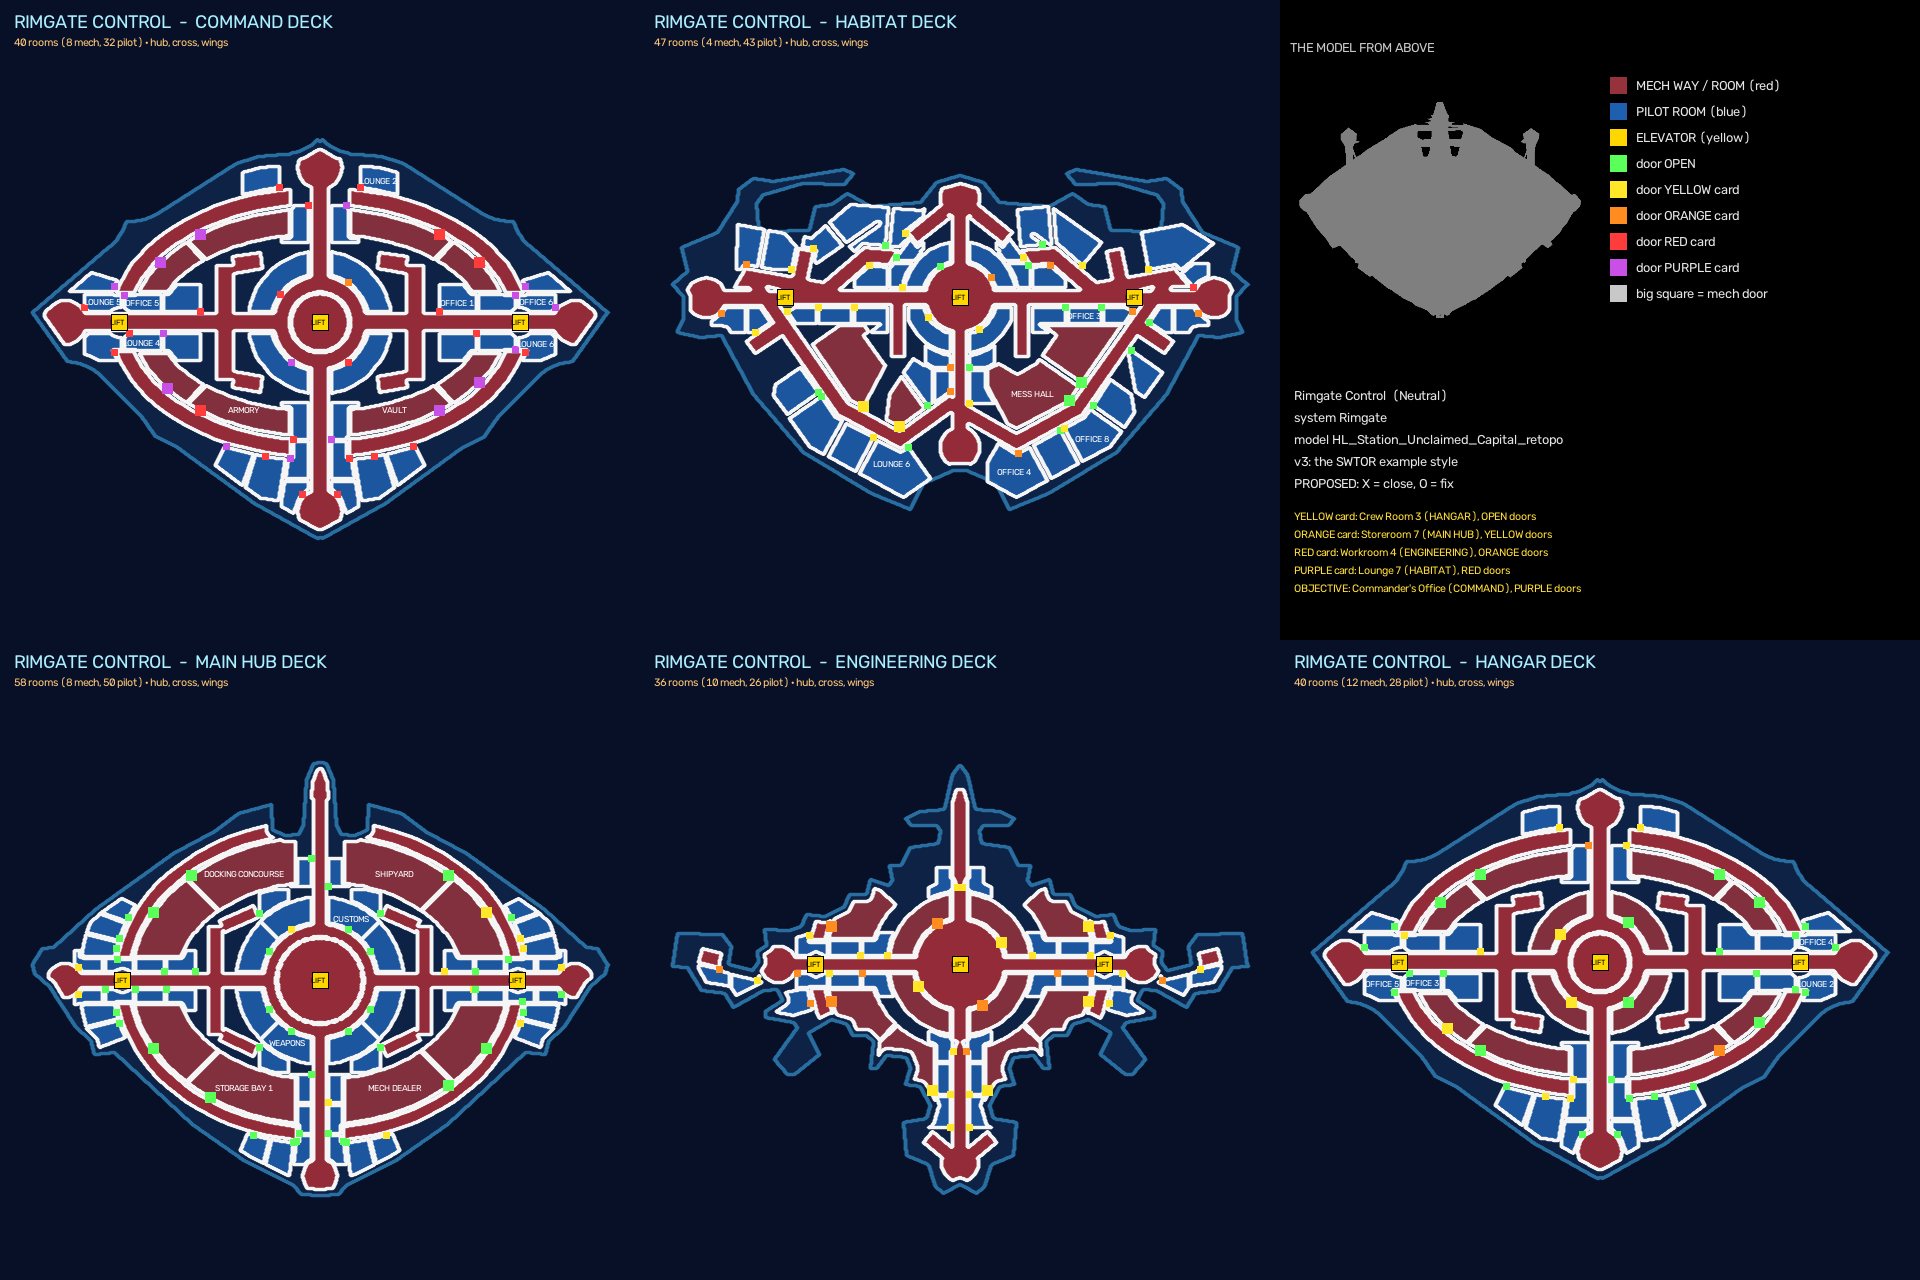 RIMGATE CONTROL - COMMAND DECK
40 rooms (8 mech, 32 pilot) • hub, cross, wings
LOUNGE 2
LOUNGE 5
OFFICE 5
OFFICE 1
OFFICE 6
LIFT
LIFT
LIFT
LOUNGE 4
LOUNGE 6
ARMORY
VAULT
RIMGATE CONTROL - HABITAT DECK
47 rooms (4 mech, 43 pilot) • hub, cross, wings
LIFT
LIFT
LIFT
OFFICE 3
MESS HALL
OFFICE 8
LOUNGE 6
OFFICE 4
THE MODEL FROM ABOVE
MECH WAY / ROOM (red)
PILOT ROOM (blue)
ELEVATOR (yellow)
door OPEN
door YELLOW card
door ORANGE card
door RED card
door PURPLE card
big square = mech door
Rimgate Control (Neutral)
system Rimgate
model HL_Station_Unclaimed_Capital_retopo
v3: the SWTOR example style
PROPOSED: X = close, O = fix
YELLOW card: Crew Room 3 (HANGAR), OPEN doors
ORANGE card: Storeroom 7 (MAIN HUB), YELLOW doors
RED card: Workroom 4 (ENGINEERING), ORANGE doors
PURPLE card: Lounge 7 (HABITAT), RED doors
OBJECTIVE: Commander's Office (COMMAND), PURPLE doors
RIMGATE CONTROL - MAIN HUB DECK
58 rooms (8 mech, 50 pilot) • hub, cross, wings
DOCKING CONCOURSE
SHIPYARD
CUSTOMS
LIFT
LIFT
LIFT
WEAPONS
STORAGE BAY 1
MECH DEALER
RIMGATE CONTROL - ENGINEERING DECK
36 rooms (10 mech, 26 pilot) • hub, cross, wings
LIFT
LIFT
LIFT
RIMGATE CONTROL - HANGAR DECK
40 rooms (12 mech, 28 pilot) • hub, cross, wings
OFFICE 4
LIFT
LIFT
LIFT
OFFICE 5
OFFICE 3
LOUNGE 2